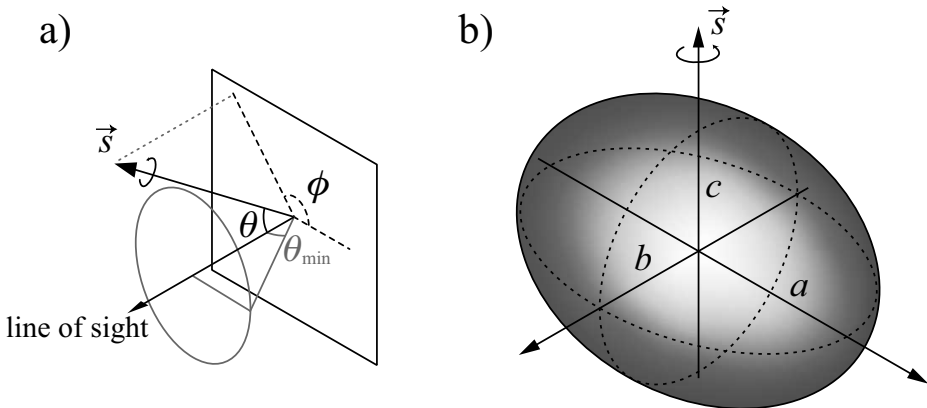 a)
b)
s⃗
s⃗
ϕ
c
θ
θmin
b
a
line of sight